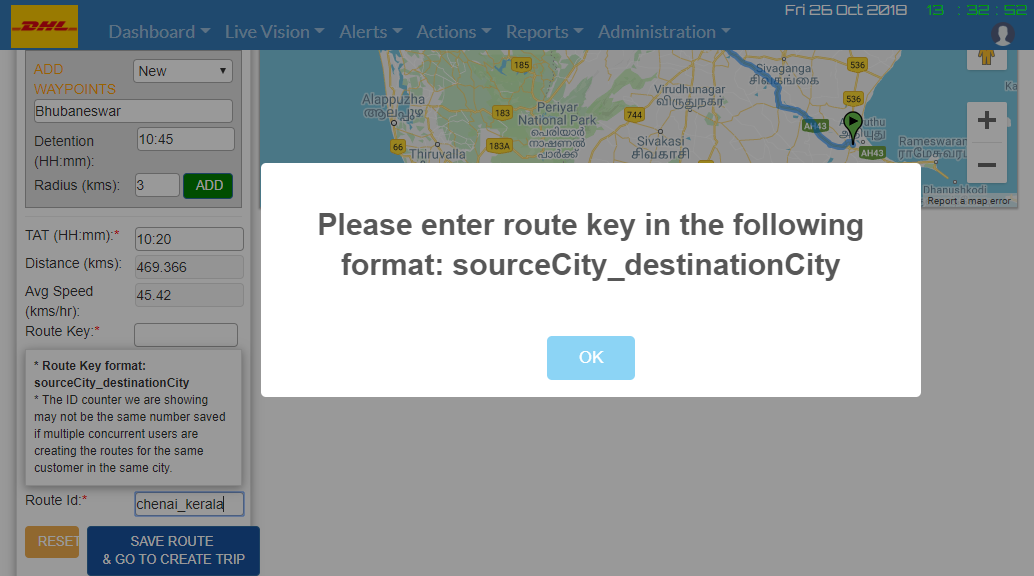 DHL
Fri 26 Oct 2018 13 : 32 : 52
Dashboard Live Vision Alerts Actions Reports Administration
ADD
WAYPOINTS
New
Bhubaneswar
Detention
(HH:mm):
10:45
Radius (kms):
3
ADD
TAT (HH:mm):*
10:20
Distance (kms):
469.366
Avg Speed
(kms/hr):
45.42
Route Key:*
* Route Key format:
sourceCity_destinationCity
* The ID counter we are showing
may not be the same number saved
if multiple concurrent users are
creating the routes for the same
customer in the same city.
Route Id:*
chenai_kerala
RESET
SAVE ROUTE
& GO TO CREATE TRIP
185
Sivaganga
சிவகங்கை
536
Alappuzha
ആലപ്പുഴ
Periyar
National Park
പെരിയാർ
നാഷണൽ
പാർക്ക്
183
Virudhunagar
விருதுநகர்
744
536
AH43
66
Thiruvalla
183A
Sivakasi
சிவகாசி
AH43
Rameswaram
Dhanushkodi
Report a map error
Please enter route key in the following
format: sourceCity_destinationCity
OK